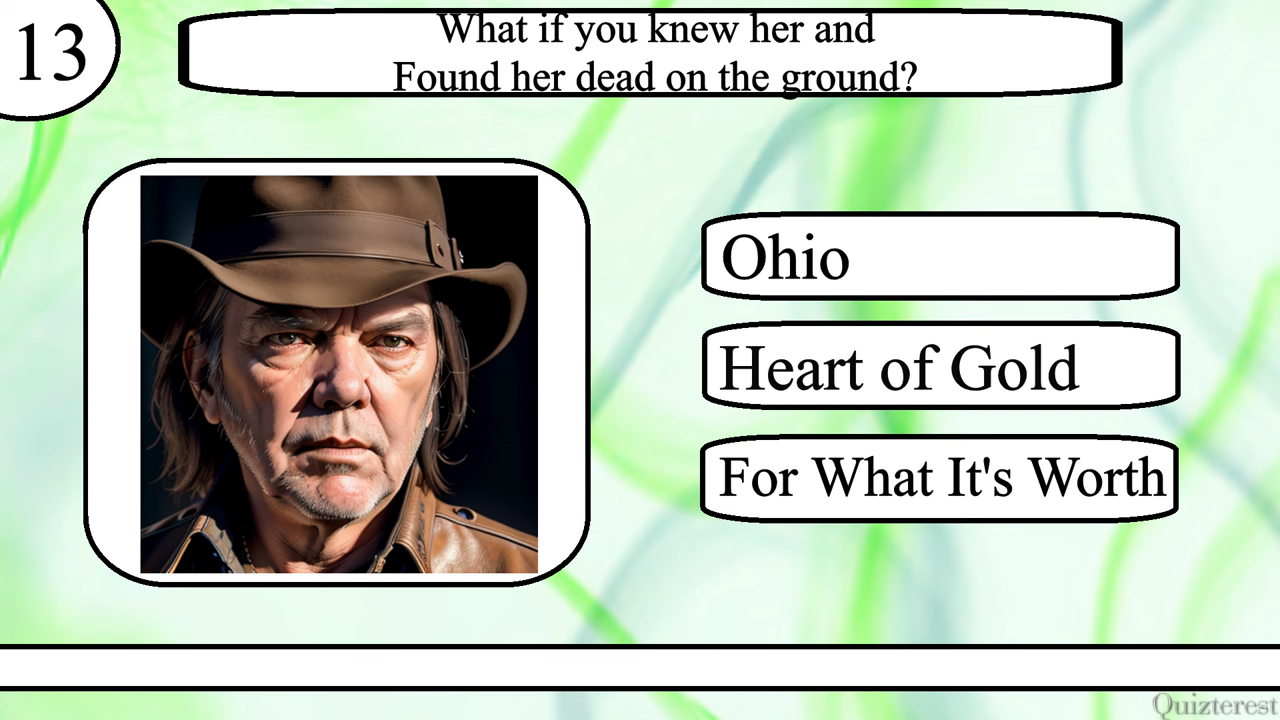 13
What if you knew her and
Found her dead on the ground?
Ohio
Heart of Gold
For What It's Worth
Quizterest